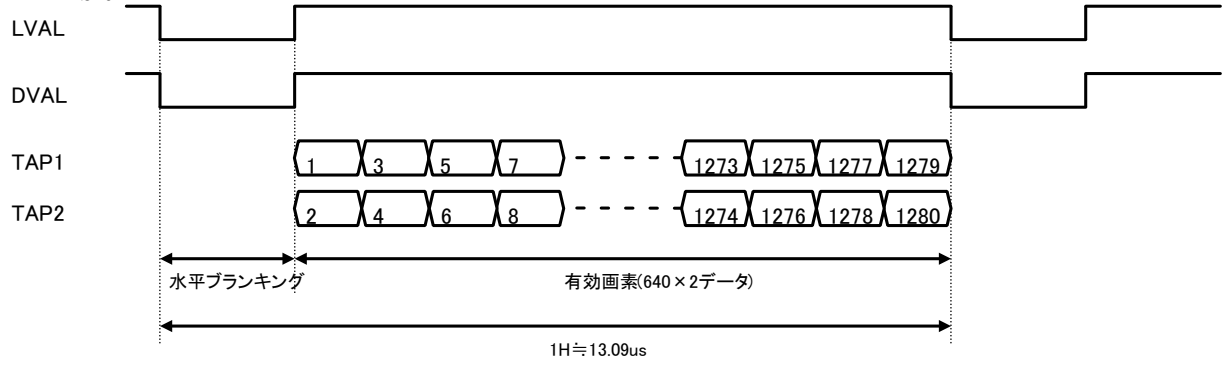 LVAL
DVAL
TAP1 1 3 5 7 1273 1275 1277 1279
TAP2 2 4 6 8 1274 1276 1278 1280
水平ブランキング 有効画素(640×2データ)
1H≒13.09us